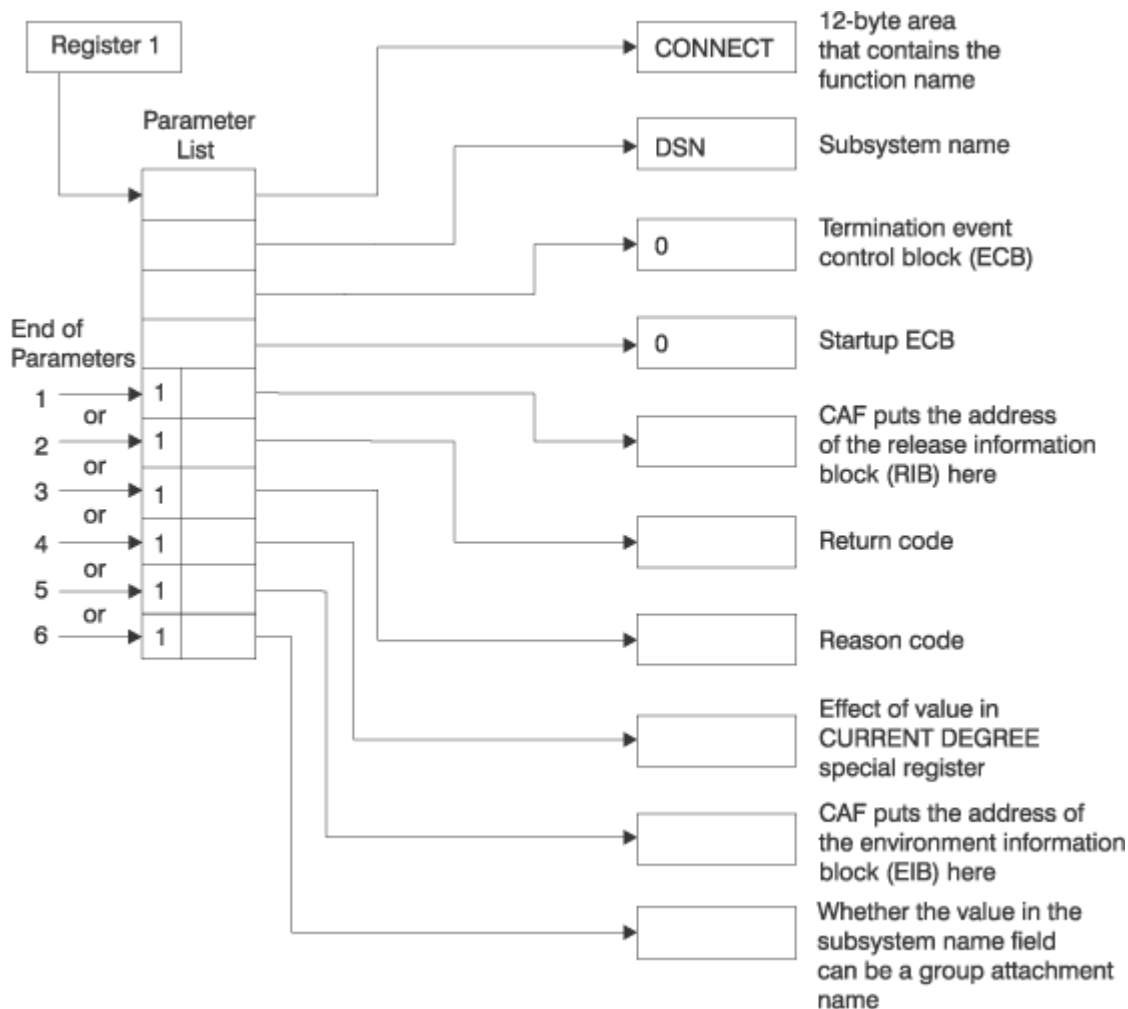 Register 1
Parameter
List
End of
Parameters
1
or
2
or
3
or
4
or
5
or
6
1
1
1
1
1
1
CONNECT
12-byte area
that contains the
function name
DSN
Subsystem name
0
Termination event
control block (ECB)
0
Startup ECB
CAF puts the address
of the release information
block (RIB) here
Return code
Reason code
Effect of value in
CURRENT DEGREE
special register
CAF puts the address of
the environment information
block (EIB) here
Whether the value in the
subsystem name field
can be a group attachment
name